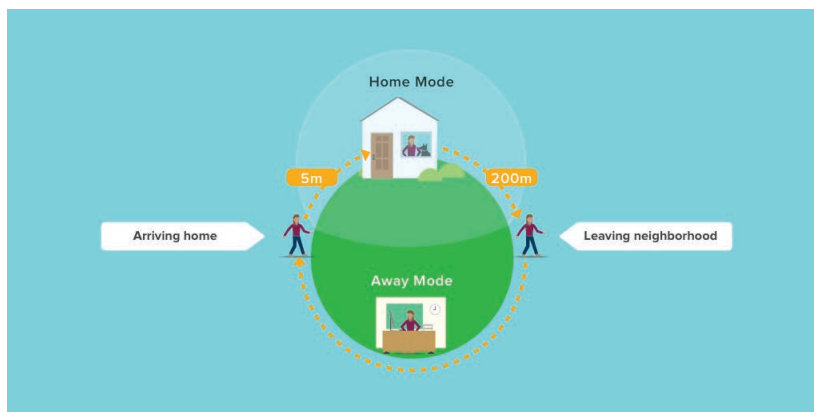 Home Mode
5m
200m
Arriving home
Leaving neighborhood
Away Mode